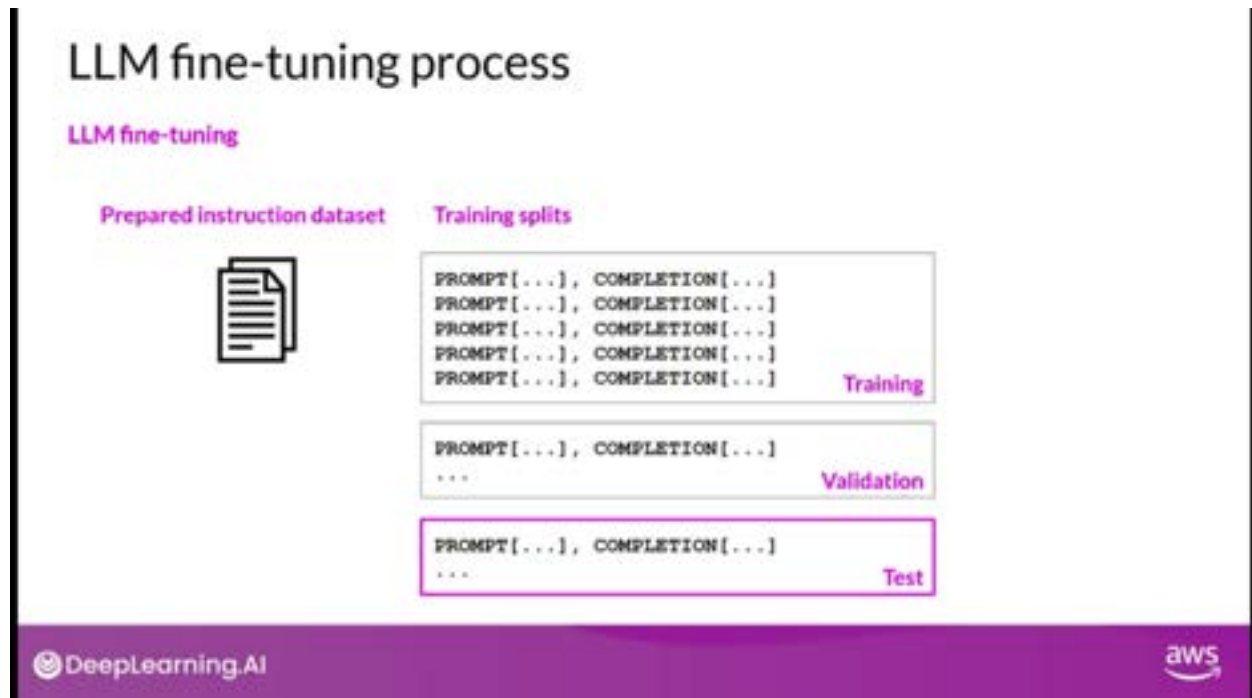 LLM fine-tuning process
LLM fine-tuning
Prepared instruction dataset
Training splits
PROMPT[...], COMPLETION[...]
PROMPT[...], COMPLETION[...]
PROMPT[...], COMPLETION[...]
PROMPT[...], COMPLETION[...]
PROMPT[...], COMPLETION[...]
Training
PROMPT[...], COMPLETION[...]
...
Validation
PROMPT[...], COMPLETION[...]
...
Test
DeepLearning.AI
aws